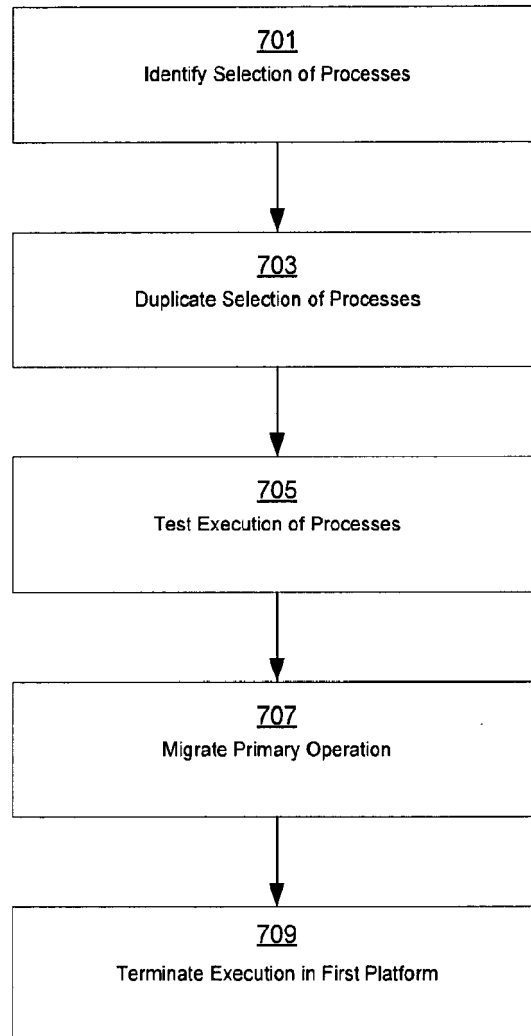 701
Identify Selection of Processes
703
Duplicate Selection of Processes
705
Test Execution of Processes
707
Migrate Primary Operation
709
Terminate Execution in First Platform